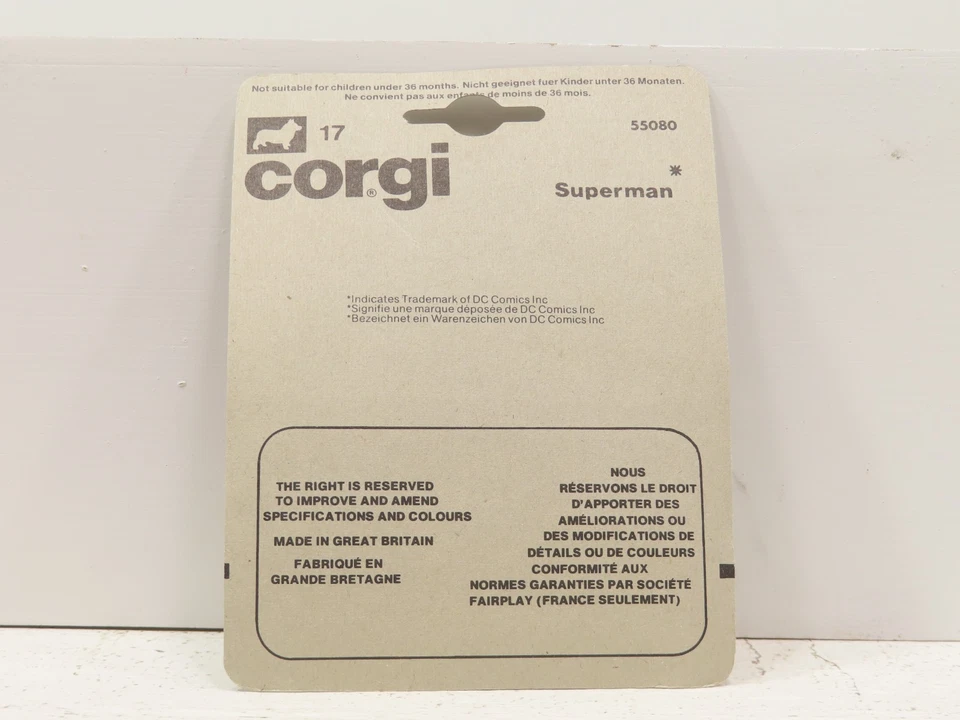 Not suitable for children under 36 months. Nicht geeignet fuer Kinder unter 36 Monaten.
Ne convient pas aux enfants de moins de 36 mois.
17
55080
corgi®
Superman*
*Indicates Trademark of DC Comics Inc
*Signifie une marque déposée de DC Comics Inc
*Bezeichnet ein Warenzeichen von DC Comics Inc
THE RIGHT IS RESERVED
TO IMPROVE AND AMEND
SPECIFICATIONS AND COLOURS
MADE IN GREAT BRITAIN
FABRIQUÉ EN
GRANDE BRETAGNE
NOUS
RÉSERVONS LE DROIT
D'APPORTER DES
AMÉLIORATIONS OU
DES MODIFICATIONS DE
DÉTAILS OU DE COULEURS
CONFORMITÉ AUX
NORMES GARANTIES PAR SOCIÉTÉ
FAIRPLAY (FRANCE SEULEMENT)